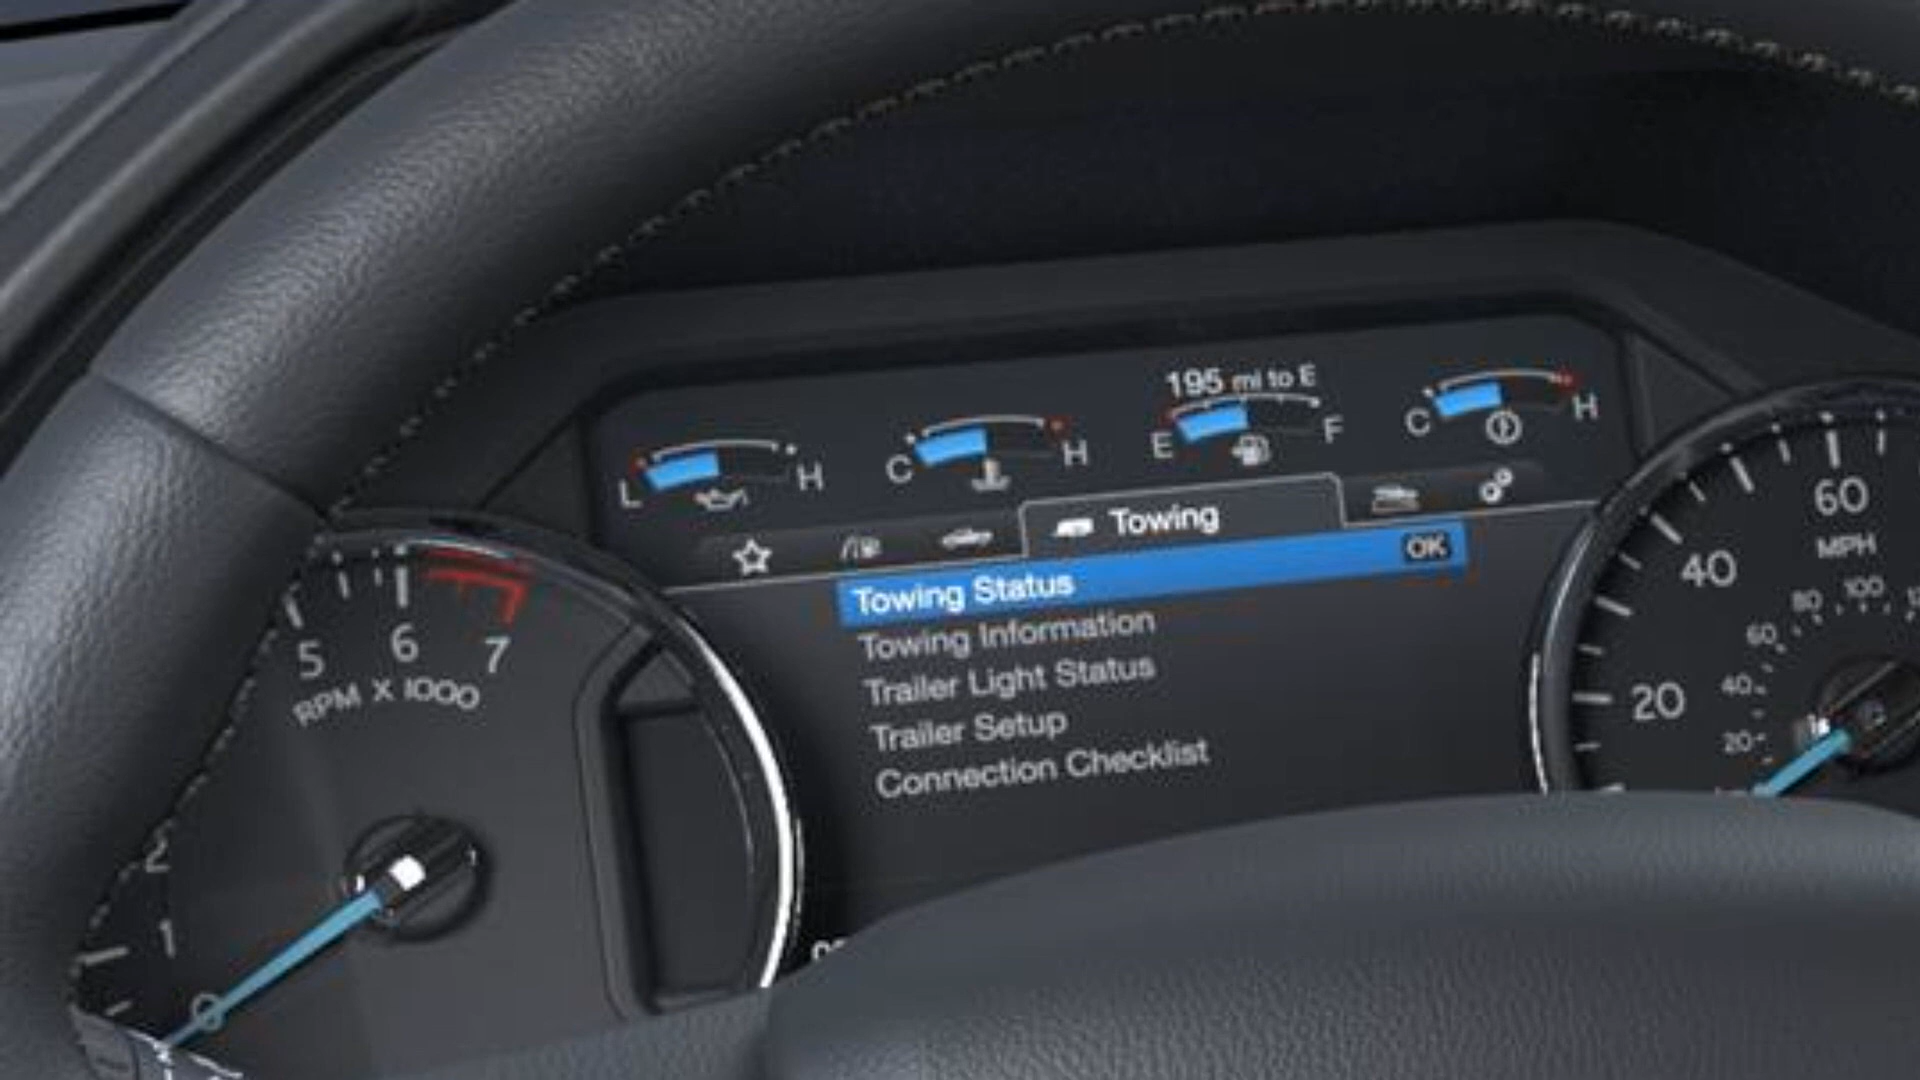 195 mi to E
L H
C H
E F
C H
Towing
Towing Status OK
Towing Information
Trailer Light Status
Trailer Setup
Connection Checklist
5 6 7
RPM X 1000
2
1
0
60
MPH
40
20
80 100
60
40
20